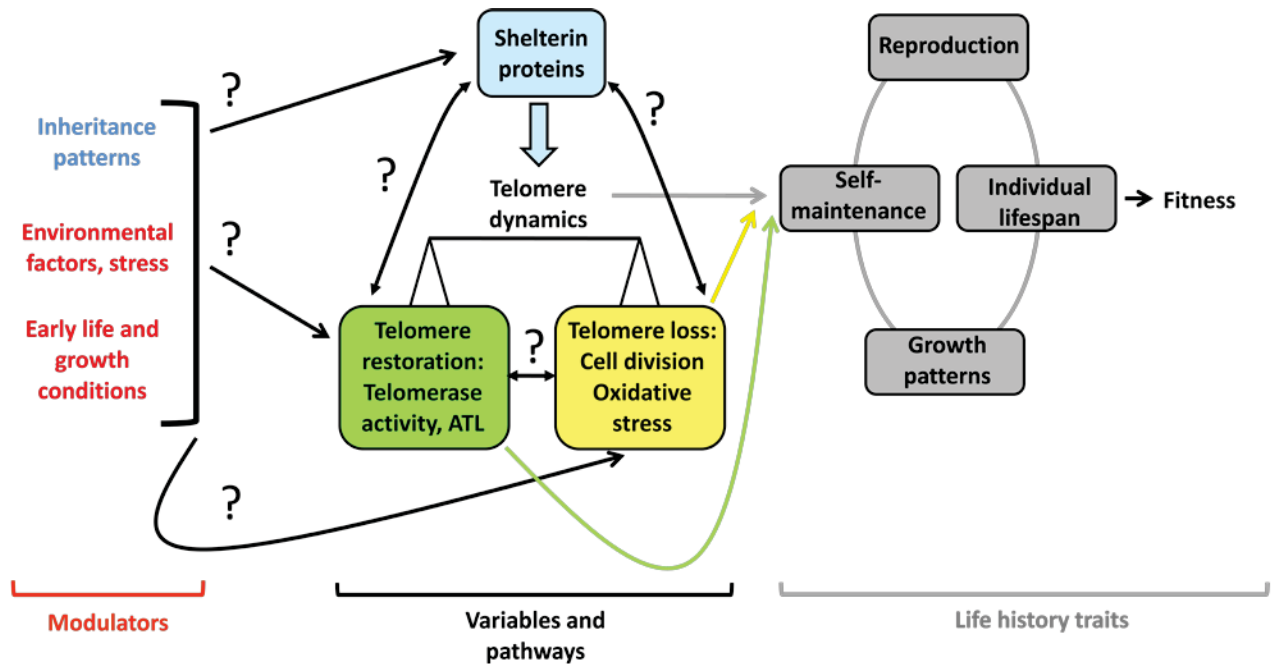 Inheritance
patterns
Environmental
factors, stress
Early life and
growth
conditions
?
?
?
Shelterin
proteins
?
?
Telomere
dynamics
Telomere
restoration:
Telomerase
activity, ATL
?
Telomere loss:
Cell division
Oxidative
stress
Reproduction
Self-
maintenance
Individual
lifespan
Fitness
Growth
patterns
Modulators
Variables and
pathways
Life history traits